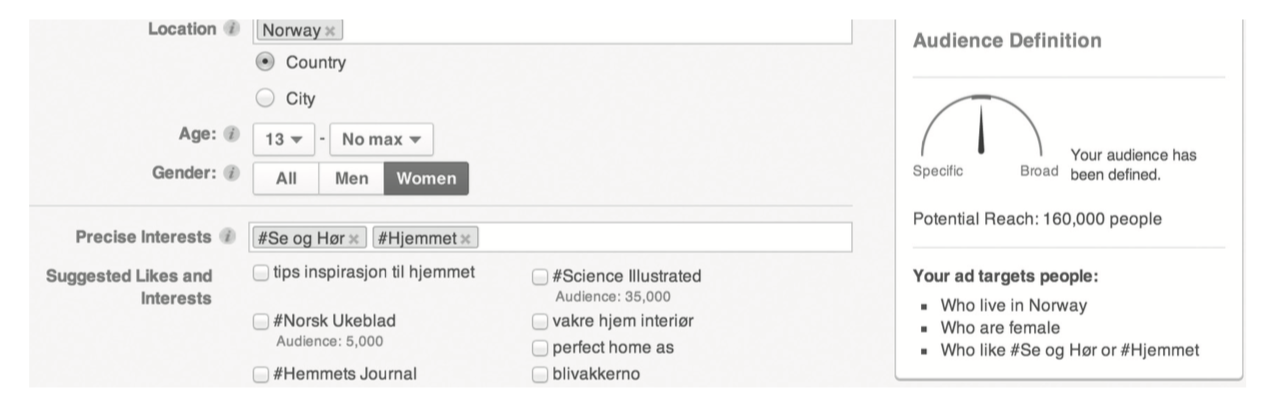 Location i Norway ×
Country
City
Age: i 13 - No max
Gender: i All Men Women
Precise Interests i #Se og Hør × #Hjemmet ×
Suggested Likes and
Interests
tips inspirasjon til hjemmet
#Norsk Ukeblad
Audience: 5,000
#Hemmets Journal
#Science Illustrated
Audience: 35,000
vakre hjem interiør
perfect home as
blivakkerno
Audience Definition
Specific
Broad
Your audience has
been defined.
Potential Reach: 160,000 people
Your ad targets people:
Who live in Norway
Who are female
Who like #Se og Hør or #Hjemmet